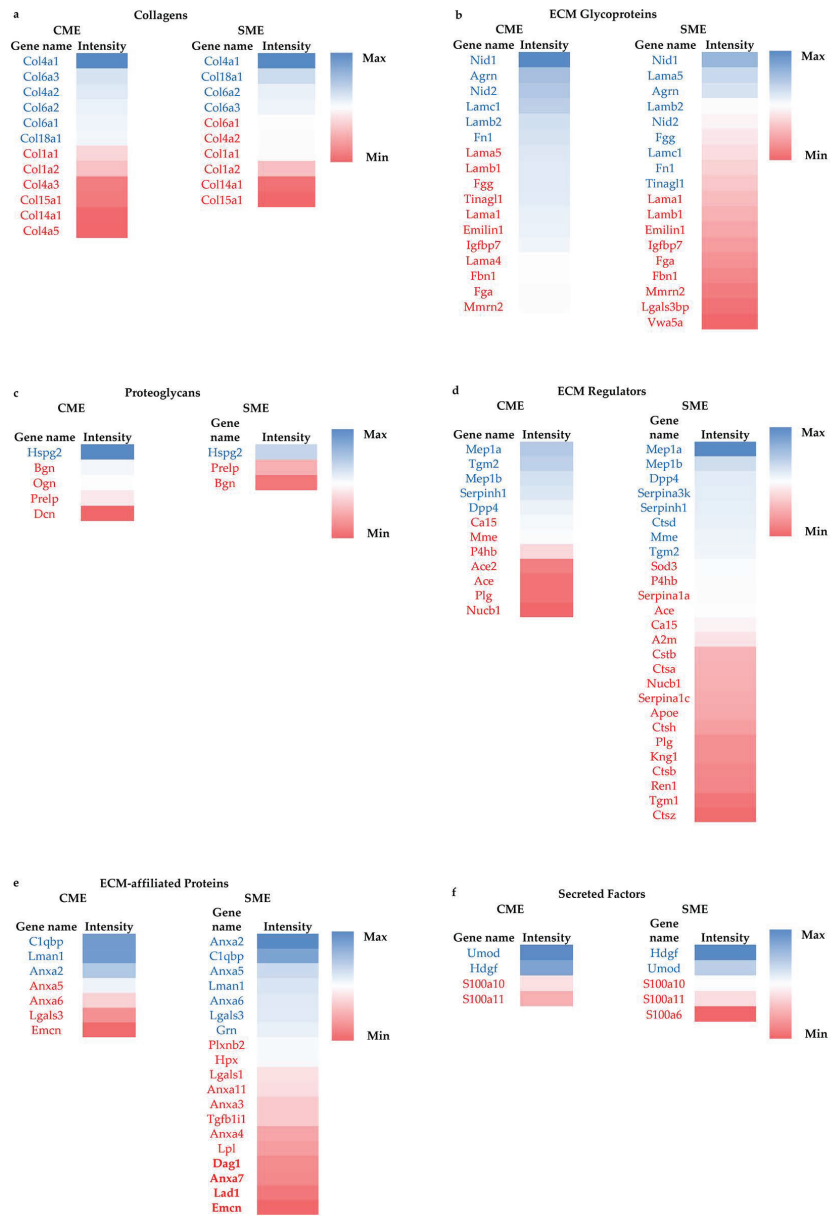 a
Collagens
CME
Gene name Intensity
Col4a1
Col6a3
Col4a2
Col6a2
Col6a1
Col18a1
Col1a1
Col1a2
Col4a3
Col15a1
Col14a1
Col4a5
SME
Gene name Intensity
Col4a1
Col18a1
Col6a2
Col6a3
Col6a1
Col4a2
Col1a1
Col1a2
Col14a1
Col15a1
Max
Min
b
ECM Glycoproteins
CME
Gene name Intensity
Nid1
Agrn
Nid2
Lamc1
Lamb2
Fn1
Lama5
Lamb1
Fgg
Tinagl1
Lama1
Emilin1
Igfbp7
Lama4
Fbn1
Fga
Mmrn2
SME
Gene name Intensity
Nid1
Lama5
Agrn
Lamb2
Nid2
Fgg
Lamc1
Fn1
Tinagl1
Lama1
Lamb1
Emilin1
Igfbp7
Fga
Fbn1
Mmrn2
Lgals3bp
Vwa5a
Max
Min
c
Proteoglycans
CME
Gene name Intensity
Hspg2
Bgn
Ogn
Prelp
Dcn
SME
Gene
name Intensity
Hspg2
Prelp
Bgn
Max
Min
d
ECM Regulators
CME
Gene name Intensity
Mep1a
Tgm2
Mep1b
Serpinh1
Dpp4
Ca15
Mme
P4hb
Ace2
Ace
Plg
Nucb1
SME
Gene
name Intensity
Mep1a
Mep1b
Dpp4
Serpina3k
Serpinh1
Ctsd
Mme
Tgm2
Sod3
P4hb
Serpina1a
Ace
Ca15
A2m
Cstb
Ctsa
Nucb1
Serpina1c
Apoe
Ctsh
Plg
Kng1
Ctsb
Ren1
Tgm1
Ctsz
Max
Min
e
ECM-affiliated Proteins
CME
Gene name Intensity
C1qbp
Lman1
Anxa2
Anxa5
Anxa6
Lgals3
Emcn
SME
Gene
name Intensity
Anxa2
C1qbp
Anxa5
Lman1
Anxa6
Lgals3
Grn
Plxnb2
Hpx
Lgals1
Anxa11
Anxa3
Tgfb1i1
Anxa4
Lpl
Dag1
Anxa7
Lad1
Emcn
Max
Min
f
Secreted Factors
CME
Gene name Intensity
Umod
Hdgf
S100a10
S100a11
SME
Gene
name Intensity
Hdgf
Umod
S100a10
S100a11
S100a6
Max
Min